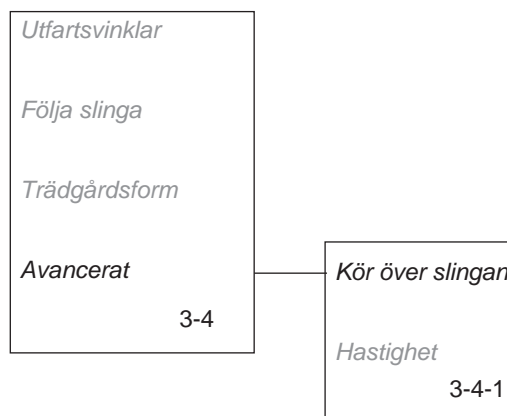 Utfartsvinklar
Följa slinga
Trädgårdsform
Avancerat
3-4
Kör över slingan
Hastighet
3-4-1